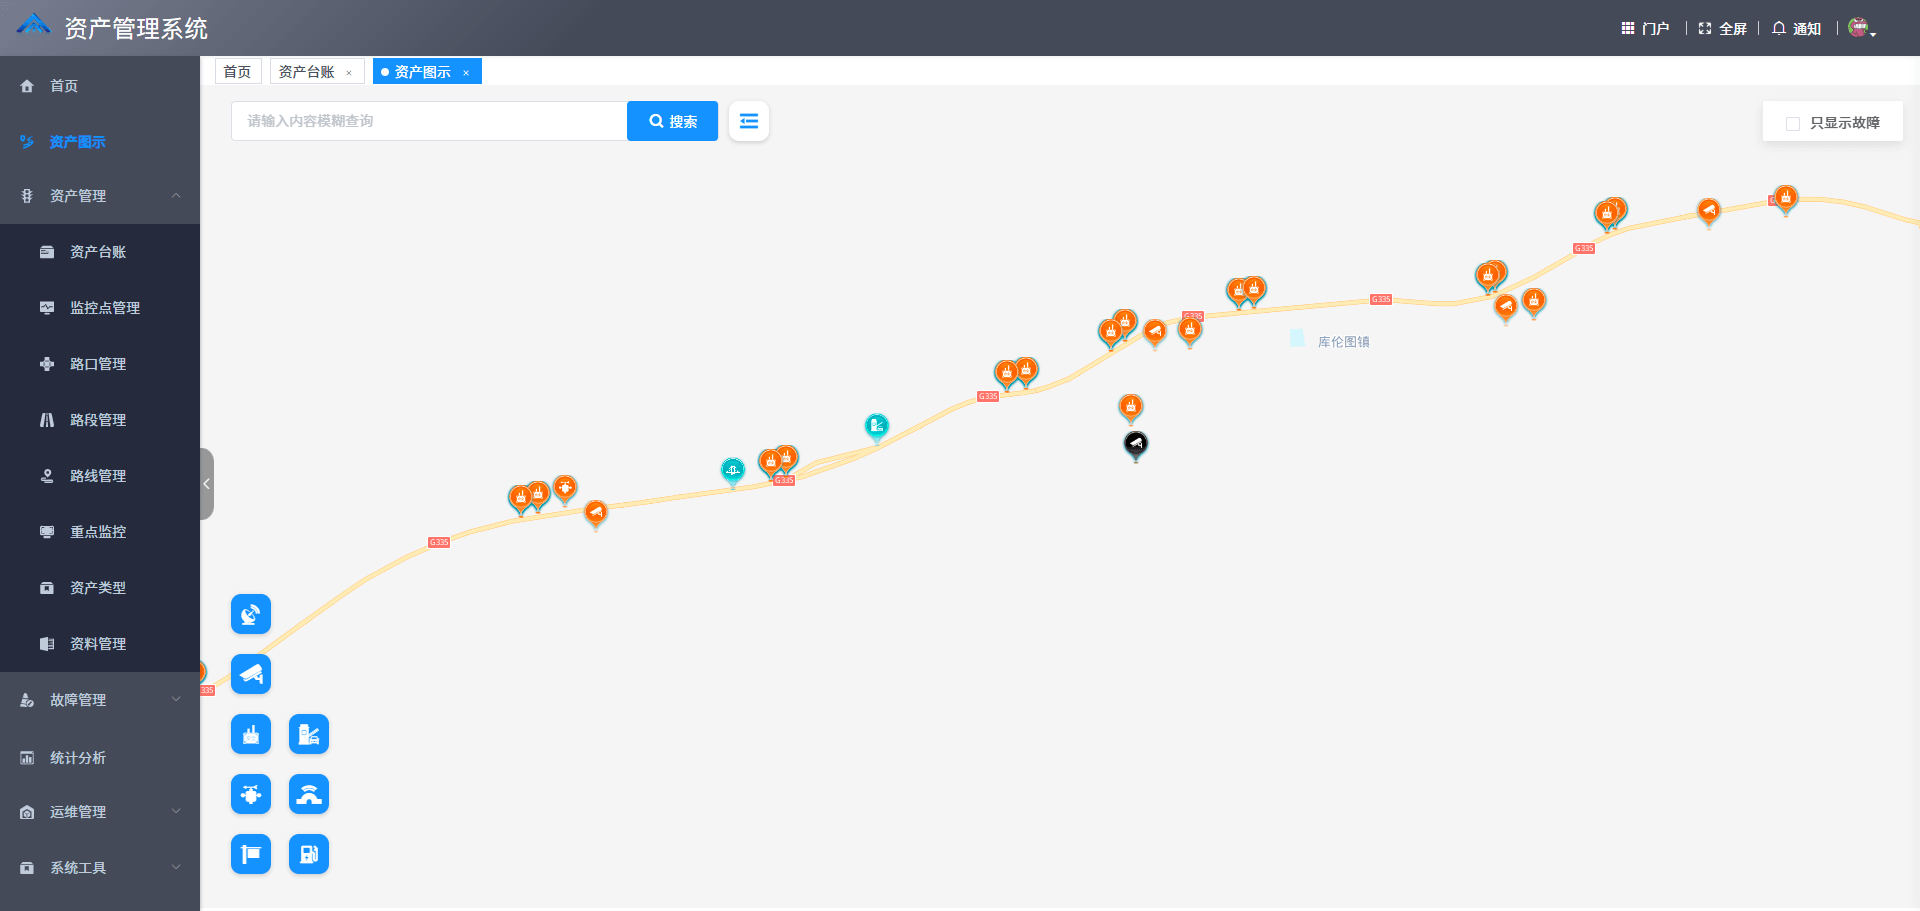 资产管理系统
门户
全屏
通知
首页
资产台账 ×
资产图示 ×
首页
资产图示
资产管理
资产台账
监控点管理
路口管理
路段管理
路线管理
重点监控
资产类型
资料管理
故障管理
统计分析
运维管理
系统工具
请输入内容模糊查询
搜索
只显示故障
G335
G335
G335
G335
库伦图镇
G335
G335
G335
335